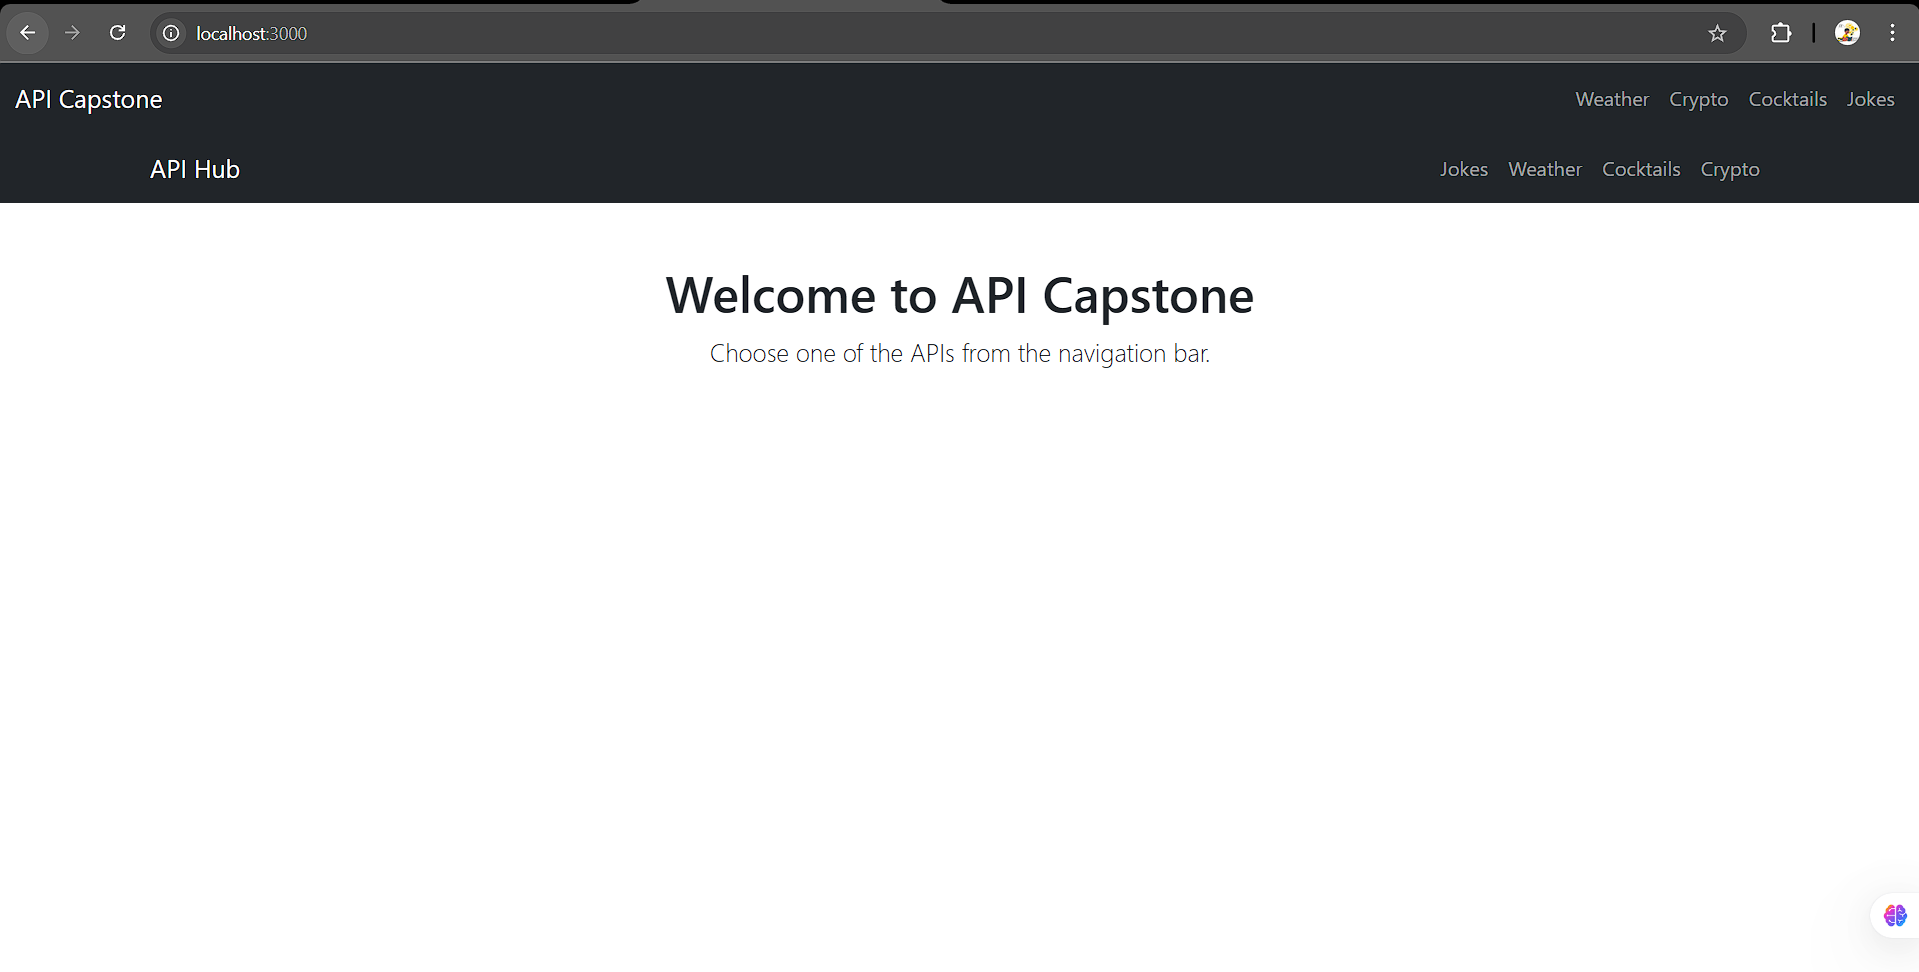 localhost:3000
API Capstone Weather Crypto Cocktails Jokes
API Hub Jokes Weather Cocktails Crypto
Welcome to API Capstone
Choose one of the APIs from the navigation bar.